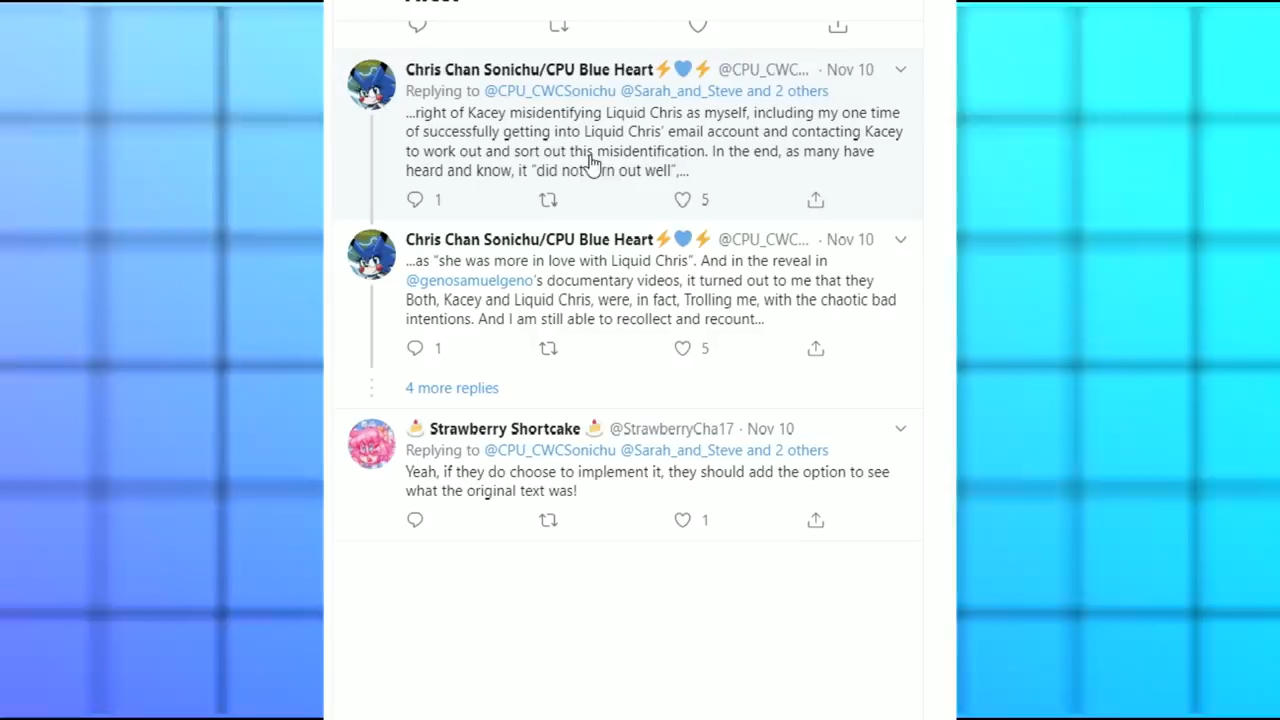 Chris Chan Sonichu/CPU Blue Heart⚡💙⚡ @CPU_CWC... · Nov 10
Replying to @CPU_CWCSonichu @Sarah_and_Steve and 2 others
...right of Kacey misidentifying Liquid Chris as myself, including my one time
of successfully getting into Liquid Chris' email account and contacting Kacey
to work out and sort out this misidentification. In the end, as many have
heard and know, it "did not out well",...
1 5
Chris Chan Sonichu/CPU Blue Heart⚡💙⚡ @CPU_CWC... · Nov 10
...as "she was more in love with Liquid Chris". And in the reveal in
@genosamuelgeno's documentary videos, it turned out to me that they
Both, Kacey and Liquid Chris, were, in fact, Trolling me, with the chaotic bad
intentions. And I am still able to recollect and recount...
1 5
4 more replies
🍰 Strawberry Shortcake 🍰 @StrawberryCha17 · Nov 10
Replying to @CPU_CWCSonichu @Sarah_and_Steve and 2 others
Yeah, if they do choose to implement it, they should add the option to see
what the original text was!
1